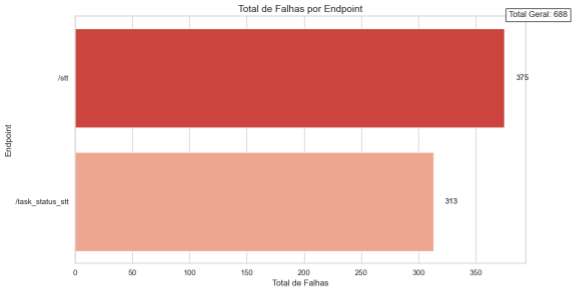 Total de Falhas por Endpoint
Total Geral: 688
Endpoint
/stt
375
/task_status_stt
313
0 50 100 150 200 250 300 350
Total de Falhas